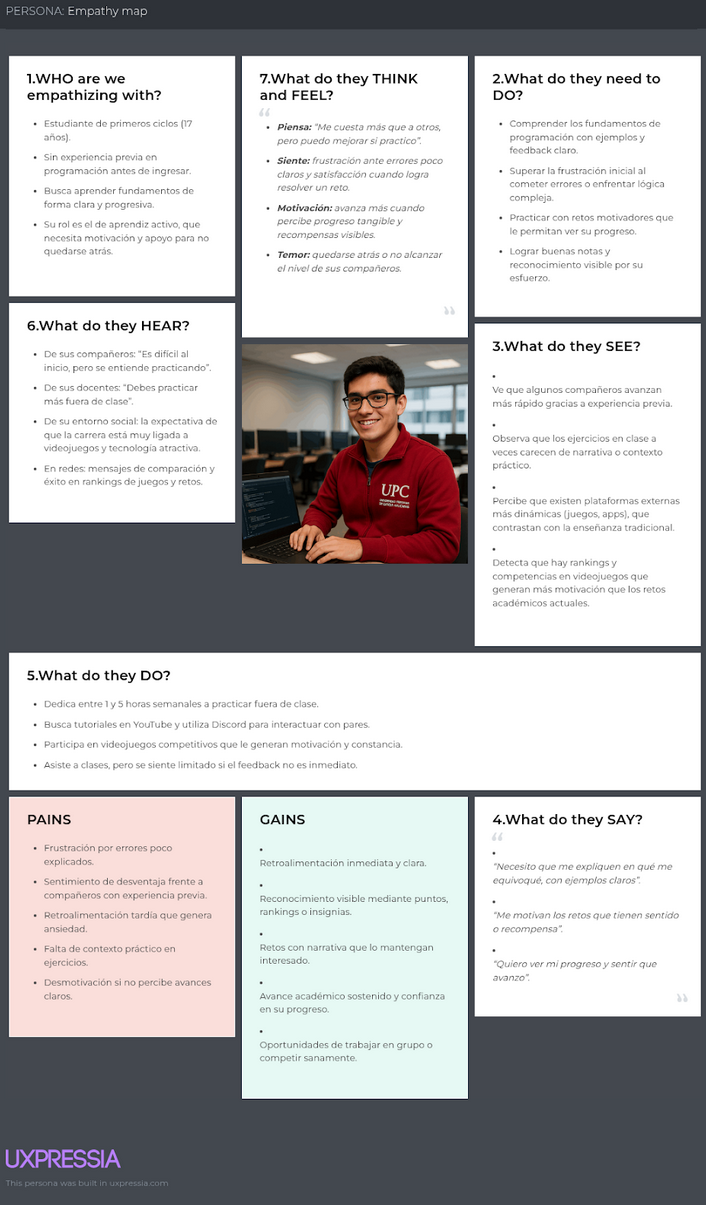 PERSONA: Empathy map
1.WHO are we
empathizing with?
• Estudiante de primeros ciclos (17
años).
• Sin experiencia previa en
programación antes de ingresar.
• Busca aprender fundamentos de
forma clara y progresiva.
• Su rol es el de aprendiz activo, que
necesita motivación y apoyo para no
quedarse atrás.
7.What do they THINK
and FEEL?
“
• Piensa: “Me cuesta más que a otros,
pero puedo mejorar si practico”.
• Siente: frustración ante errores poco
claros y satisfacción cuando logra
resolver un reto.
• Motivación: avanza más cuando
percibe progreso tangible y
recompensas visibles.
• Temor: quedarse atrás o no alcanzar
el nivel de sus compañeros.
”
2.What do they need to
DO?
• Comprender los fundamentos de
programación con ejemplos y
feedback claro.
• Superar la frustración inicial al
cometer errores o enfrentar lógica
compleja.
• Practicar con retos motivadores que
le permitan ver su progreso.
• Lograr buenas notas y
reconocimiento visible por su
esfuerzo.
6.What do they HEAR?
• De sus compañeros: “Es difícil al
inicio, pero se entiende practicando”.
• De sus docentes: “Debes practicar
más fuera de clase”.
• De su entorno social: la expectativa de
que la carrera está muy ligada a
videojuegos y tecnología atractiva.
• En redes: mensajes de comparación y
éxito en rankings de juegos y retos.
UPC
3.What do they SEE?
•
Ve que algunos compañeros avanzan
más rápido gracias a experiencia previa.
•
Observa que los ejercicios en clase a
veces carecen de narrativa o contexto
práctico.
•
Percibe que existen plataformas externas
más dinámicas (juegos, apps), que
contrastan con la enseñanza tradicional.
•
Detecta que hay rankings y
competencias en videojuegos que
generan más motivación que los retos
académicos actuales.
5.What do they DO?
• Dedica entre 1 y 5 horas semanales a practicar fuera de clase.
• Busca tutoriales en YouTube y utiliza Discord para interactuar con pares.
• Participa en videojuegos competitivos que le generan motivación y constancia.
• Asiste a clases, pero se siente limitado si el feedback no es inmediato.
PAINS
• Frustración por errores poco
explicados.
• Sentimiento de desventaja frente a
compañeros con experiencia previa.
• Retroalimentación tardía que genera
ansiedad.
• Falta de contexto práctico en
ejercicios.
• Desmotivación si no percibe avances
claros.
GAINS
•
Retroalimentación inmediata y clara.
•
Reconocimiento visible mediante puntos,
rankings o insignias.
•
Retos con narrativa que lo mantengan
interesado.
•
Avance académico sostenido y confianza
en su progreso.
•
Oportunidades de trabajar en grupo o
competir sanamente.
4.What do they SAY?
“
•
“Necesito que me expliquen en qué me
equivoqué, con ejemplos claros”.
•
“Me motivan los retos que tienen sentido
o recompensa”.
•
“Quiero ver mi progreso y sentir que
avanzo”.
”
UXPRESSIA
This persona was built in uxpressia.com